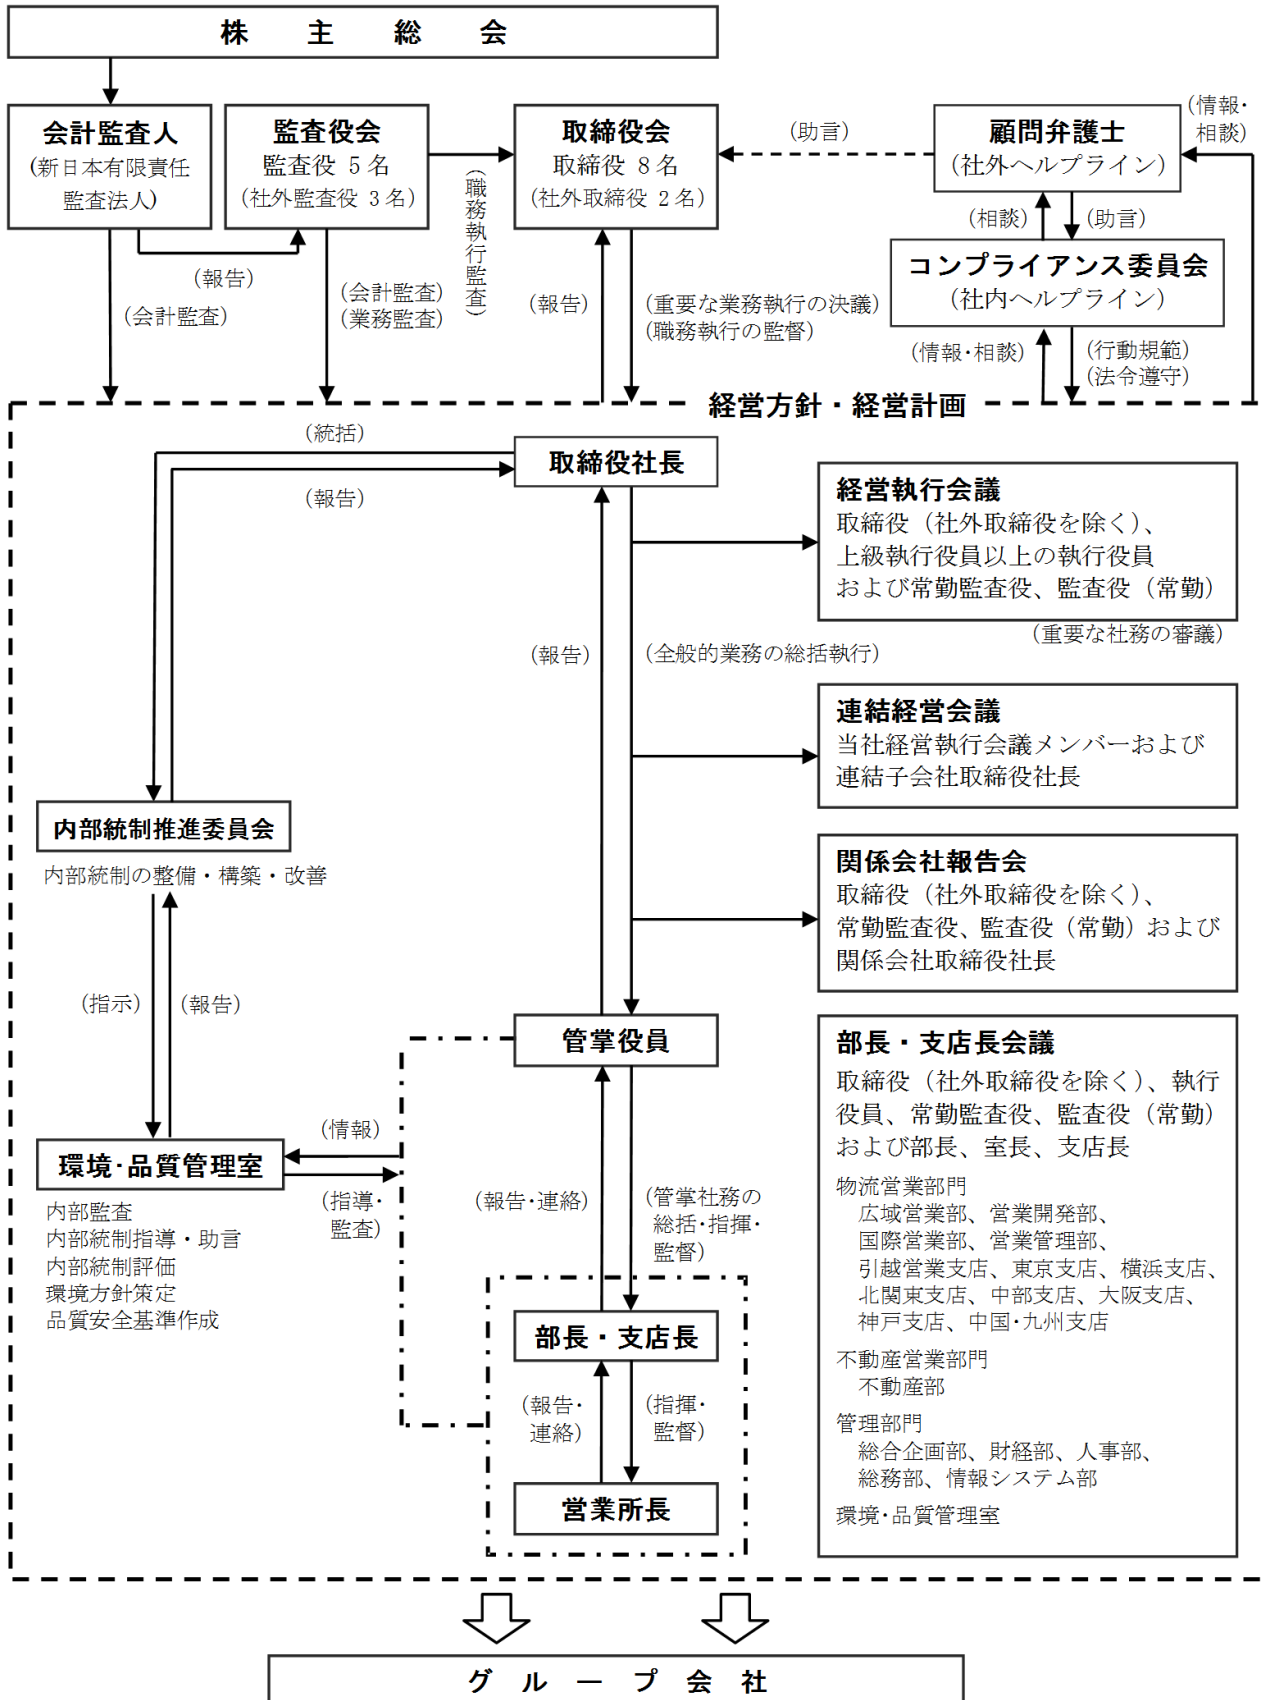 株主総会
会計監査人
(新日本有限責任
監査法人)
監査役会
監査役 5名
(社外監査役 3名)
取締役会
取締役 8名
(社外取締役 2名)
(助言)
顧問弁護士
(社外ヘルプライン)
(情報・
相談)
(職務執行監査)
(相談)
(助言)
コンプライアンス委員会
(社内ヘルプライン)
(報告)
(会計監査)
(会計監査)
(業務監査)
(報告)
(重要な業務執行の決議)
(職務執行の監督)
(情報・相談)
(行動規範)
(法令遵守)
経営方針・経営計画
(統括)
取締役社長
(報告)
経営執行会議
取締役(社外取締役を除く)、
上級執行役員以上の執行役員
および常勤監査役、監査役(常勤)
(重要な社務の審議)
(報告)
(全般的業務の総括執行)
連結経営会議
当社経営執行会議メンバーおよび
連結子会社取締役社長
内部統制推進委員会
内部統制の整備・構築・改善
関係会社報告会
取締役(社外取締役を除く)、
常勤監査役、監査役(常勤)および
関係会社取締役社長
(指示)
(報告)
管掌役員
部長・支店長会議
取締役(社外取締役を除く)、執行
役員、常勤監査役、監査役(常勤)
および部長、室長、支店長
物流営業部門
広域営業部、営業開発部、
国際営業部、営業管理部、
引越営業支店、東京支店、横浜支店、
北関東支店、中部支店、大阪支店、
神戸支店、中国・九州支店
不動産営業部門
不動産部
管理部門
総合企画部、財経部、人事部、
総務部、情報システム部
環境・品質管理室
(情報)
環境・品質管理室
(指導・
監査)
内部監査
内部統制指導・助言
内部統制評価
環境方針策定
品質安全基準作成
(報告・連絡)
(管掌社務の
総括・指揮・
監督)
部長・支店長
(報告・
連絡)
(指揮・
監督)
営業所長
グループ会社